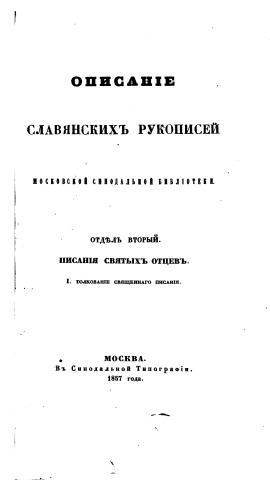 ОПИСАНІЕ
СЛАВЯНСКИХЪ РУКОПИСЕЙ
МОСКОВСКОЙ СИНОДАЛЬНОЙ БИБЛІОТЕКИ.
ОТДѢЛЪ ВТОРЫЙ.
ПИСАНІЯ СВЯТЫХЪ ОТЦЕВЪ.
I. ТОЛКОВАНІЕ СВЯЩЕННАГО ПИСАНІЯ.
МОСКВА.
Въ Синодальной Типографіи.
1857 года.